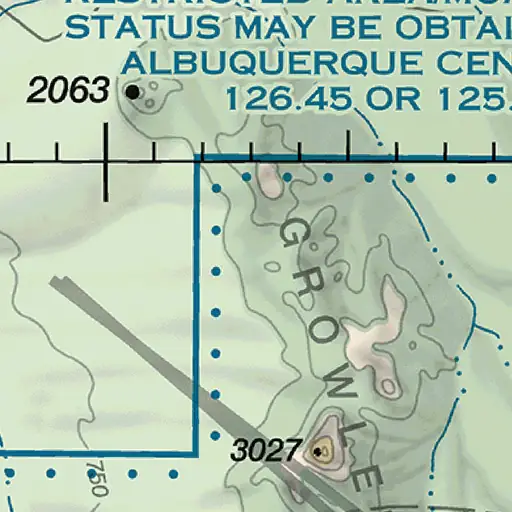 STATUS MAY BE OBTAI
2063
ALBUQUERQUE CEN
126.45 OR 125.
GROWLE
3027
750